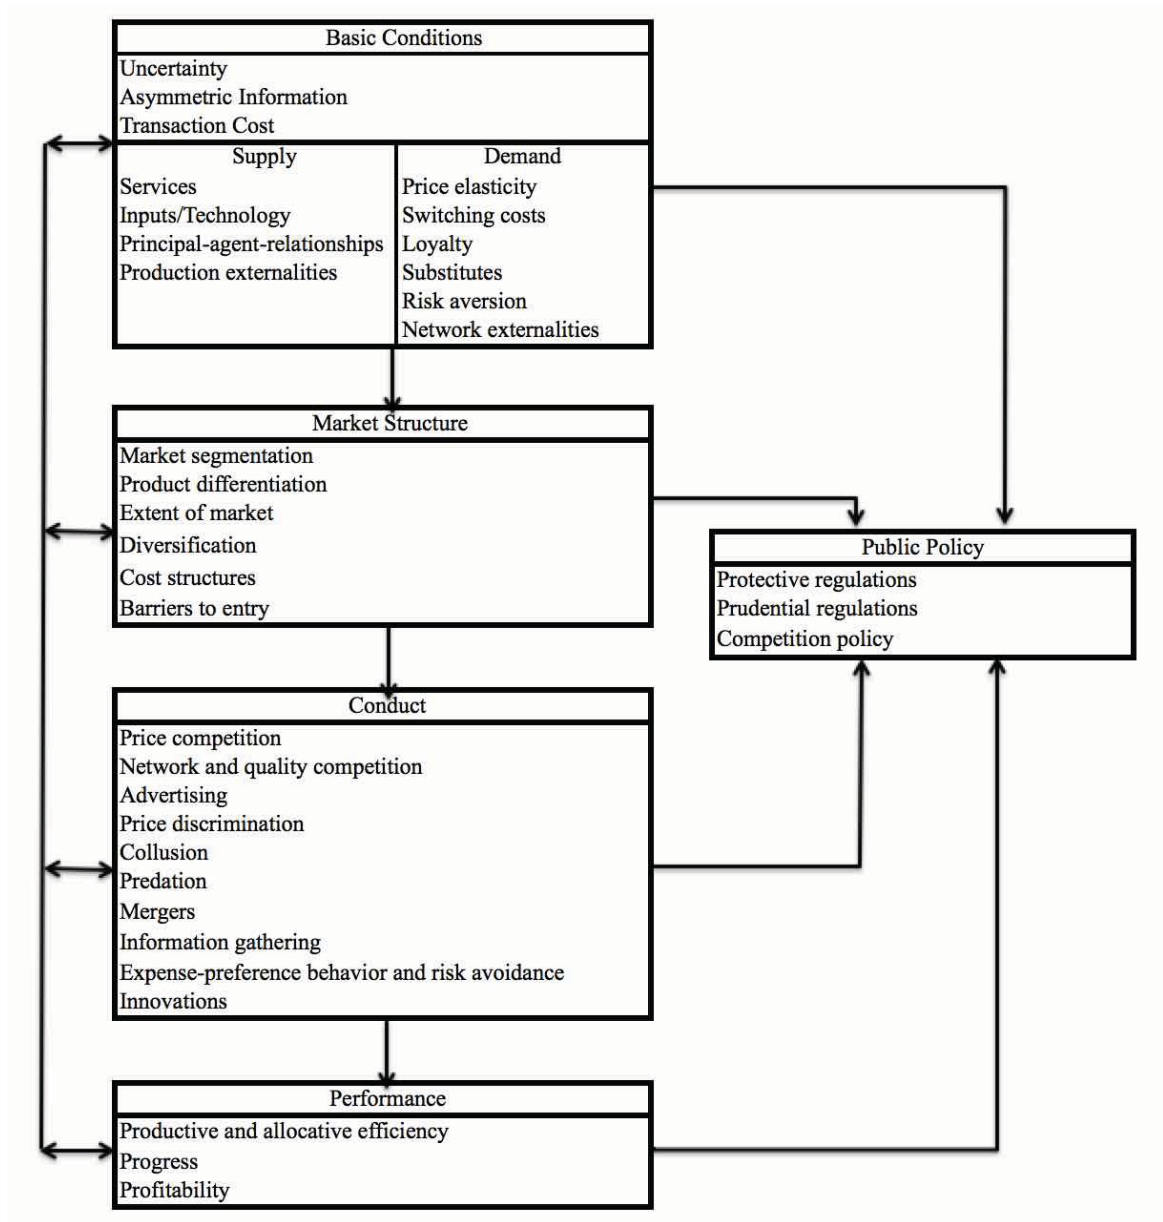 Basic Conditions
Uncertainty
Asymmetric Information
Transaction Cost
Supply
Services
Inputs/Technology
Principal-agent-relationships
Production externalities
Demand
Price elasticity
Switching costs
Loyalty
Substitutes
Risk aversion
Network externalities
Market Structure
Market segmentation
Product differentiation
Extent of market
Diversification
Cost structures
Barriers to entry
Public Policy
Protective regulations
Prudential regulations
Competition policy
Conduct
Price competition
Network and quality competition
Advertising
Price discrimination
Collusion
Predation
Mergers
Information gathering
Expense-preference behavior and risk avoidance
Innovations
Performance
Productive and allocative efficiency
Progress
Profitability